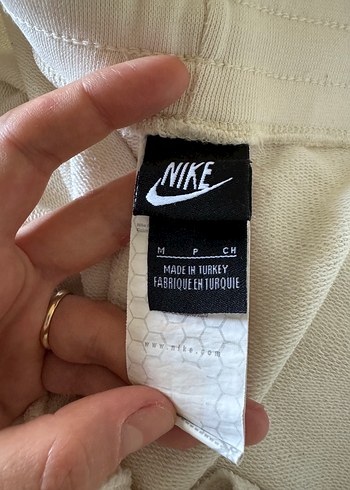 NIKE
M P CH
MADE IN TURKEY
FABRIQUE EN TURQUIE
www.nike.com